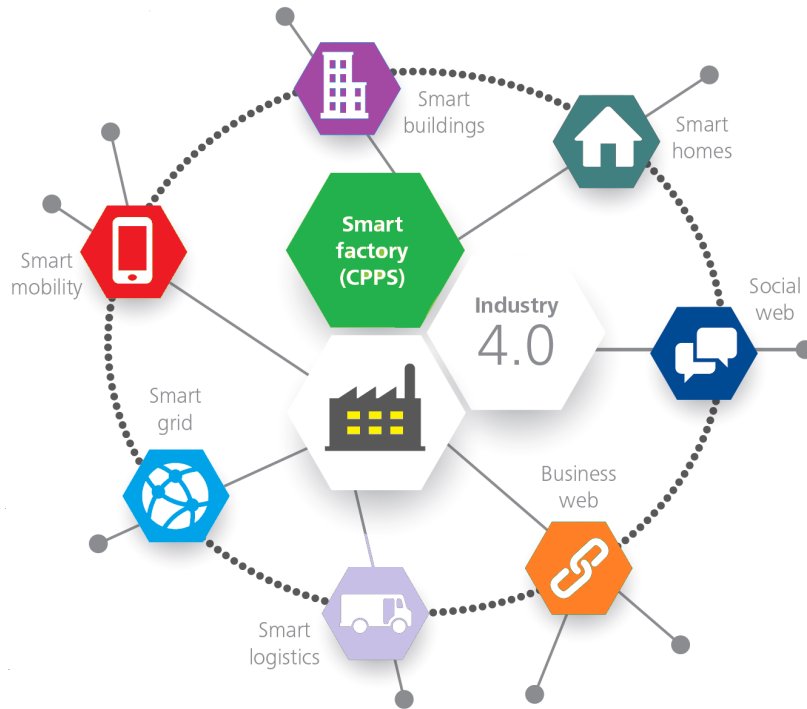 Smart
buildings
Smart
homes
Smart
factory
(CPPS)
Smart
mobility
Industry
4.0
Social
web
Smart
grid
Business
web
Smart
logistics